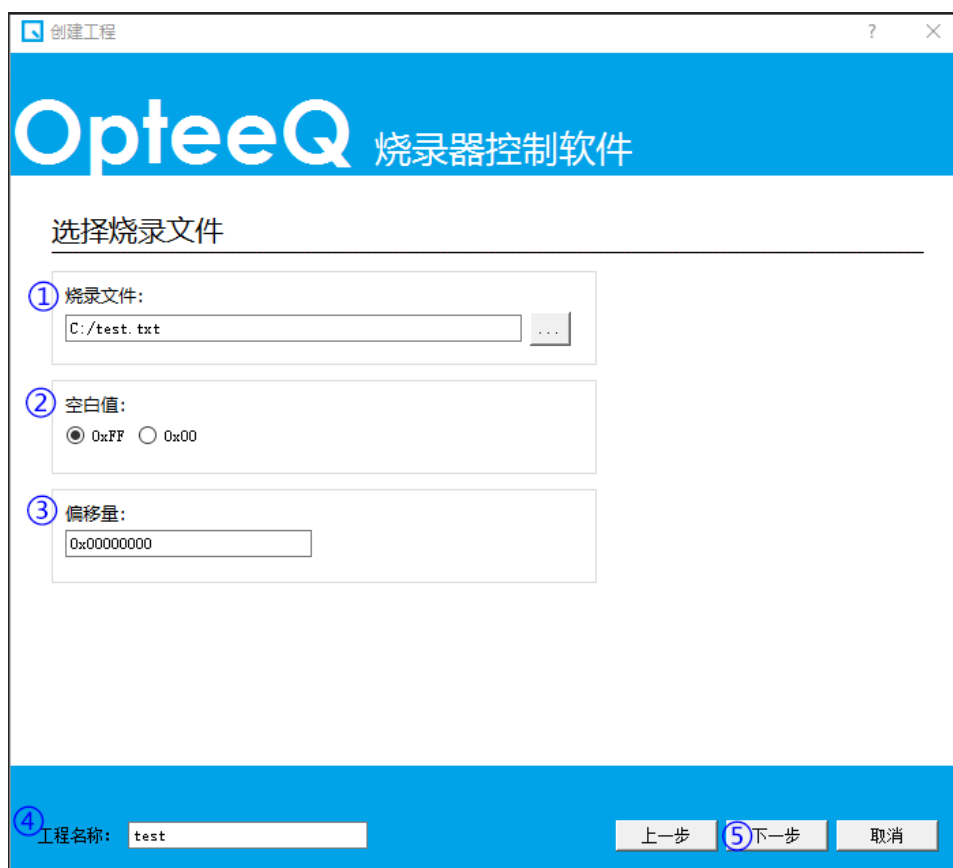 创建工程
?
OpteeQ 烧录器控制软件
选择烧录文件
① 烧录文件:
C:/test.txt
...
② 空白值:
0xFF 0x00
③ 偏移量:
0x00000000
④ 工程名称: test 上一步 ⑤ 下一步 取消